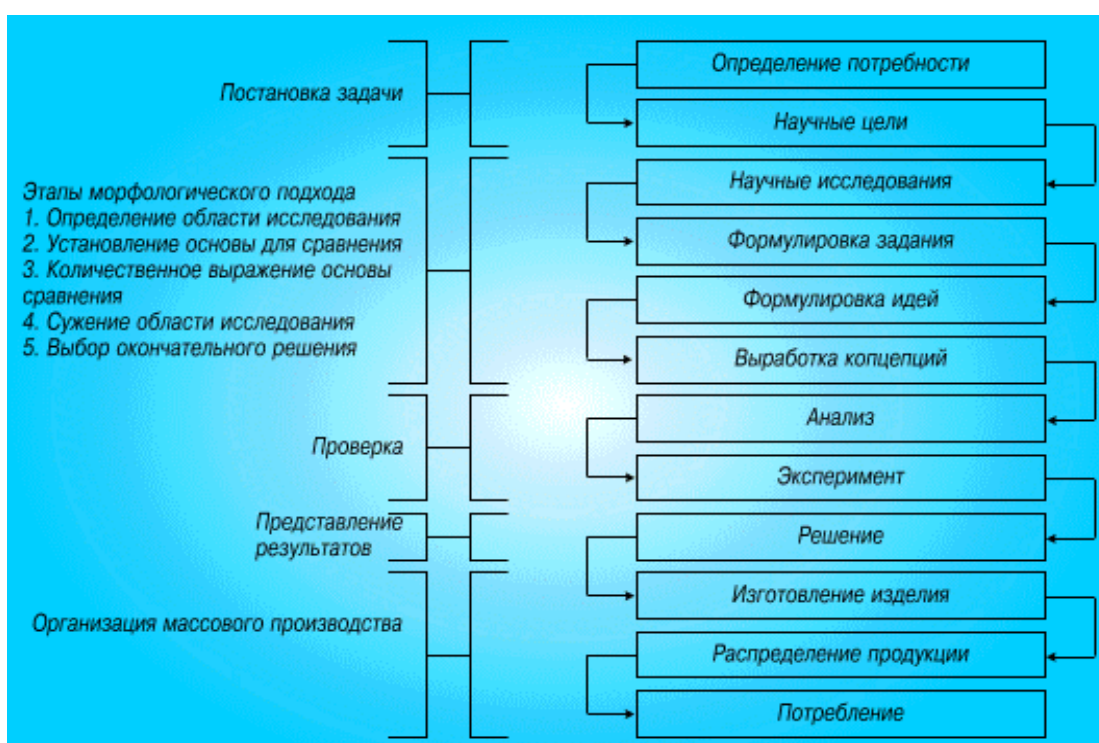 Постановка задачи
Этапы морфологического подхода
1. Определение области исследования
2. Установление основы для сравнения
3. Количественное выражение основы
сравнения
4. Сужение области исследования
5. Выбор окончательного решения
Проверка
Представление
результатов
Организация массового производства
Определение потребности
Научные цели
Научные исследования
Формулировка задания
Формулировка идей
Выработка копцепций
Анализ
Эксперимент
Решение
Изготовление изделия
Распределение продукции
Потребление